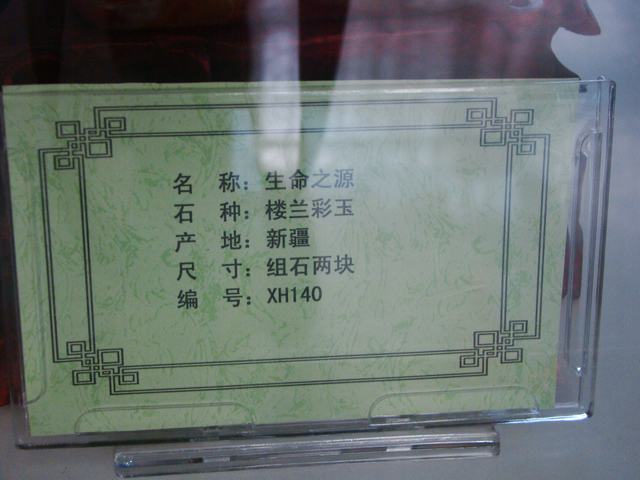 名 称：生命之源
石 种：楼兰彩玉
产 地：新疆
尺 寸：组石两块
编 号：XH140